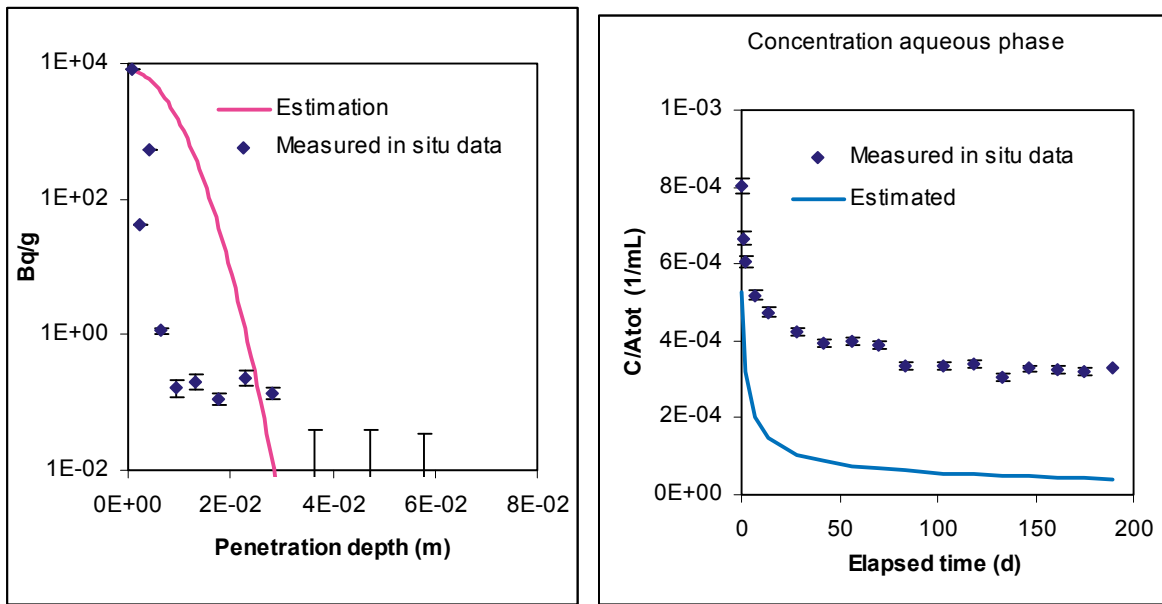 1E+04
1E+02
1E+00
1E-02
Bq/g
Estimation
Measured in situ data
0E+00 2E-02 4E-02 6E-02 8E-02
Penetration depth (m)
Concentration aqueous phase
1E-03
8E-04
6E-04
4E-04
2E-04
0E+00
C/Atot (1/mL)
Measured in situ data
Estimated
0 50 100 150 200
Elapsed time (d)